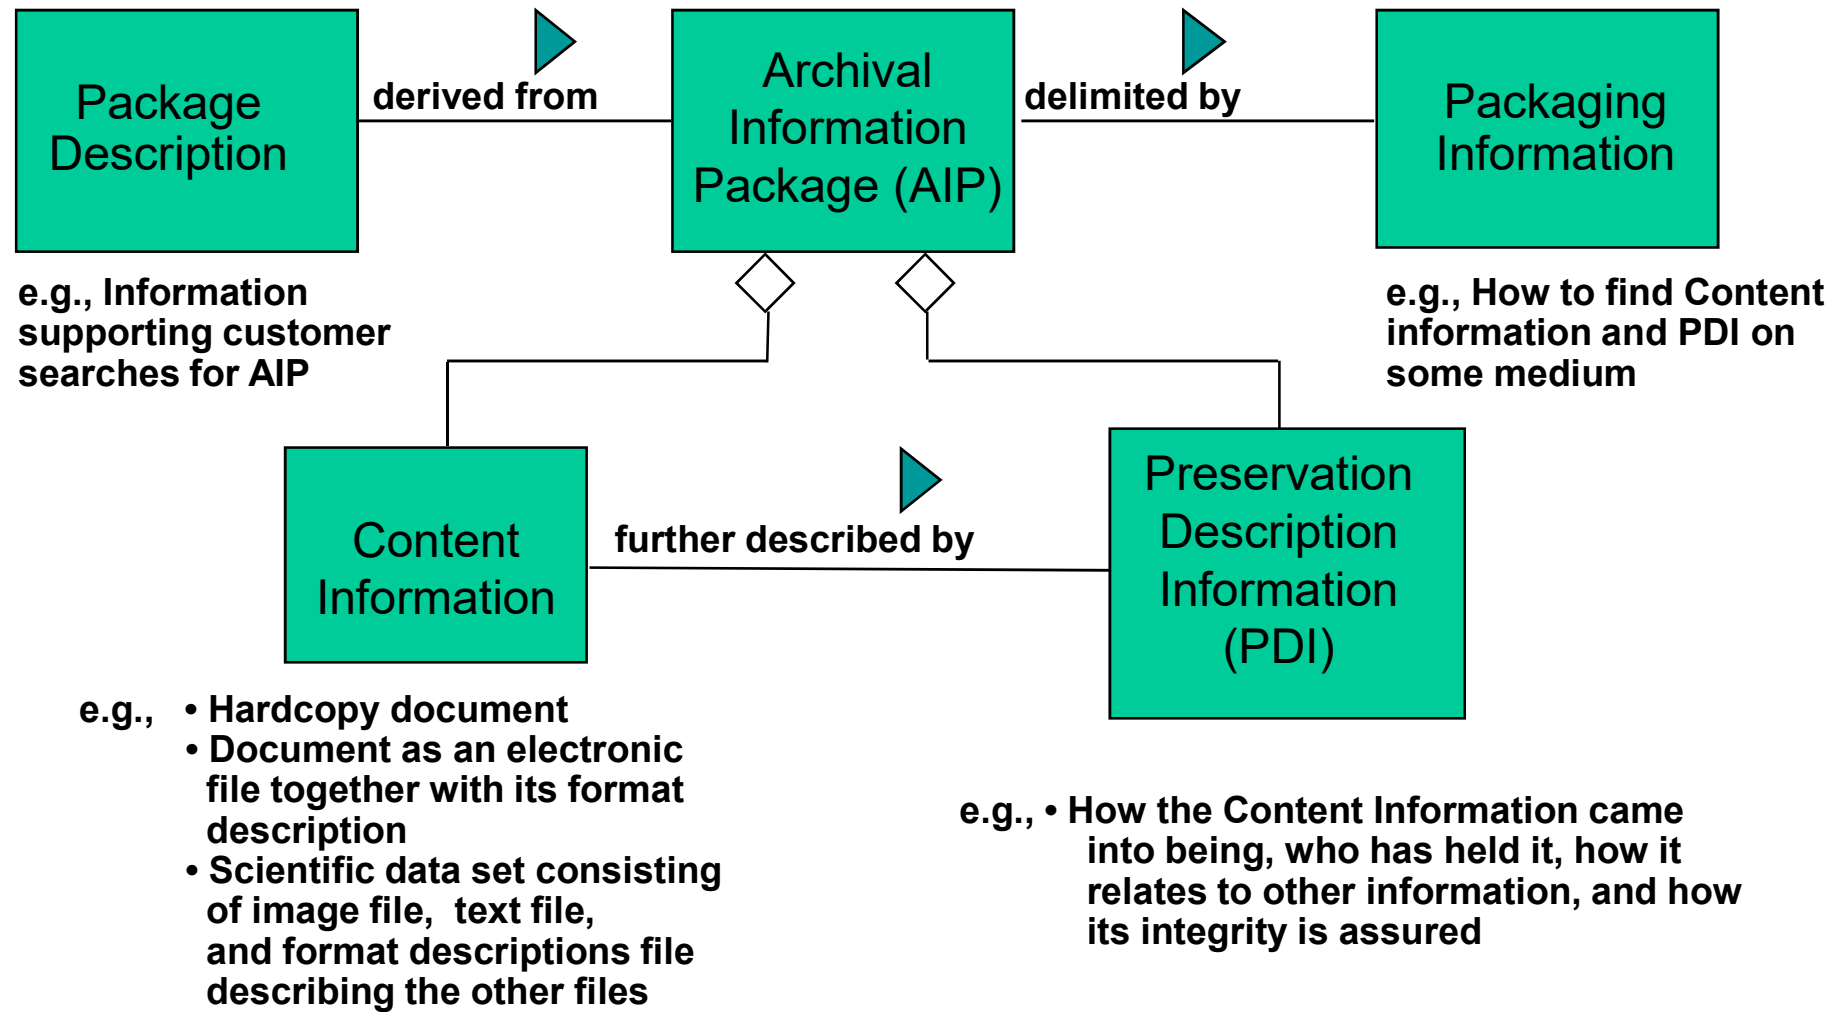 Package
Description
derived from
Archival
Information
Package (AIP)
delimited by
Packaging
Information
e.g., Information
supporting customer
searches for AIP
e.g., How to find Content
information and PDI on
some medium
Content
Information
further described by
Preservation
Description
Information
(PDI)
e.g., • Hardcopy document
• Document as an electronic
file together with its format
description
• Scientific data set consisting
of image file, text file,
and format descriptions file
describing the other files
e.g., • How the Content Information came
into being, who has held it, how it
relates to other information, and how
its integrity is assured